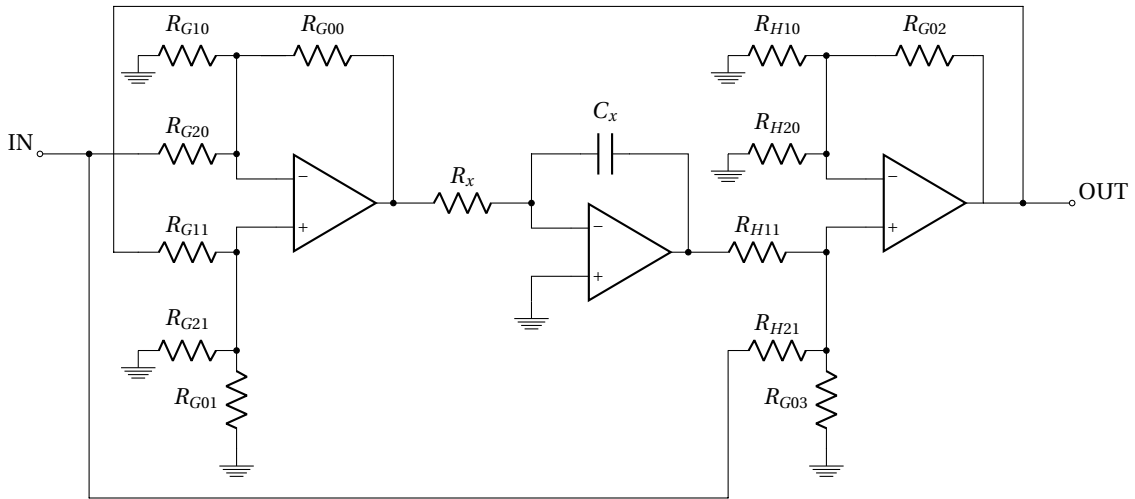 R_{G10}
R_{G00}
R_{H10}
R_{G02}
C_x
IN
R_{G20}
R_{H20}
−
−
R_x
OUT
R_{G11}
+
−
R_{H11}
+
+
R_{G21}
R_{H21}
R_{G01}
R_{G03}